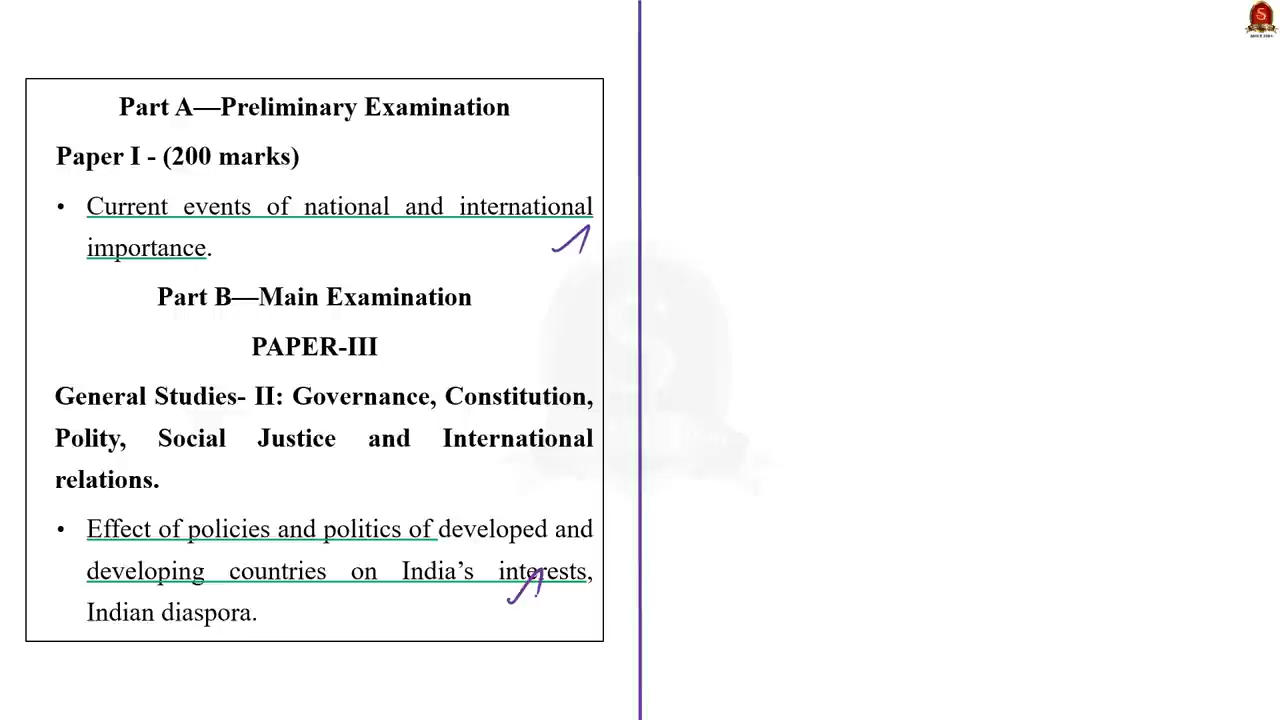 Part A—Preliminary Examination
Paper I - (200 marks)
• Current events of national and international
importance.
Part B—Main Examination
PAPER-III
General Studies- II: Governance, Constitution,
Polity, Social Justice and International
relations.
• Effect of policies and politics of developed and
developing countries on India’s interests,
Indian diaspora.